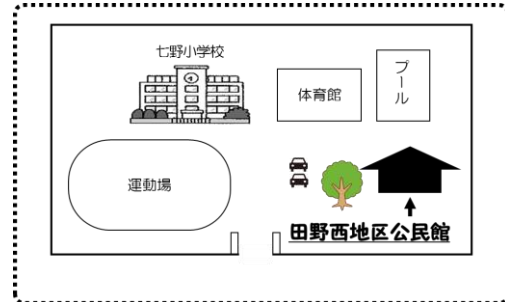 七野小学校
体育館
プール
運動場
田野西地区公民館